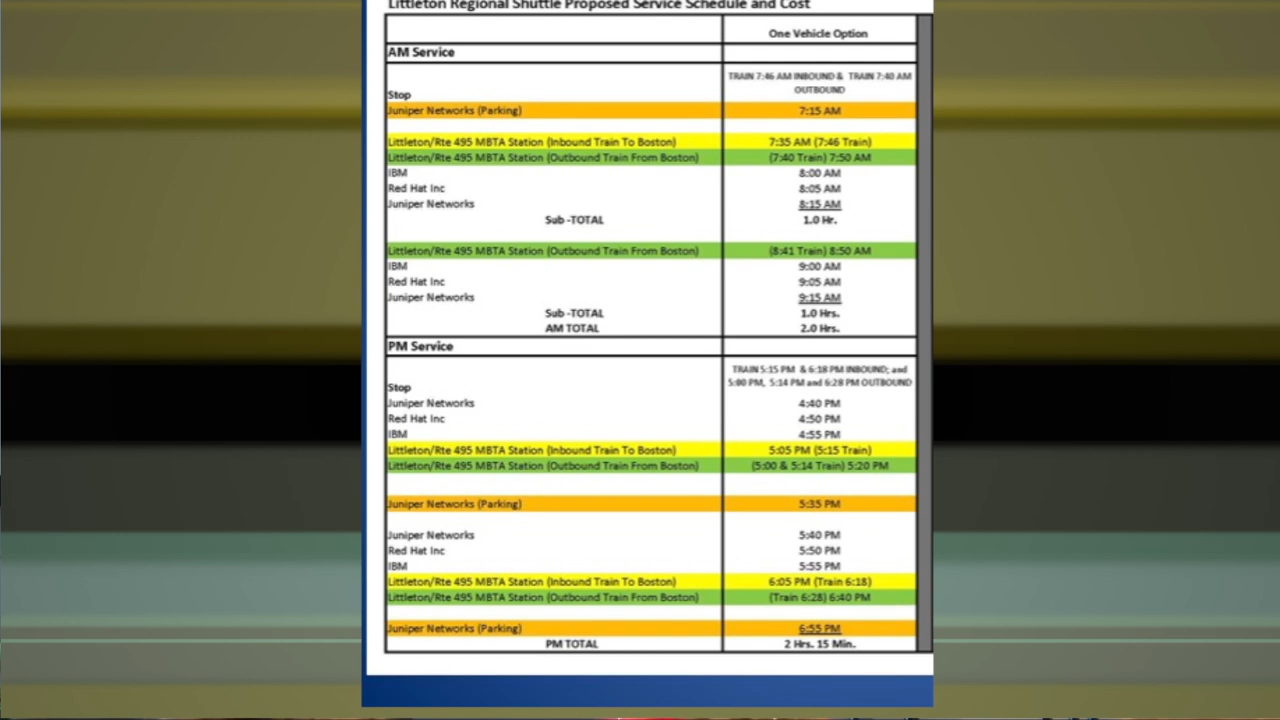 Littleton Regional Shuttle Proposed Service Schedule and Cost
One Vehicle Option
AM Service
TRAIN 7:46 AM INBOUND & TRAIN 7:40 AM
OUTBOUND
Stop
Juniper Networks (Parking) 7:15 AM
Littleton/Rte 495 MBTA Station (Inbound Train To Boston) 7:35 AM (7:46 Train)
Littleton/Rte 495 MBTA Station (Outbound Train From Boston) (7:40 Train) 7:50 AM
IBM 8:00 AM
Red Hat Inc 8:05 AM
Juniper Networks 8:15 AM
Sub -TOTAL 1.0 Hr.
Littleton/Rte 495 MBTA Station (Outbound Train From Boston) (8:41 Train) 8:50 AM
IBM 9:00 AM
Red Hat Inc 9:05 AM
Juniper Networks 9:15 AM
Sub -TOTAL 1.0 Hrs.
AM TOTAL 2.0 Hrs.
PM Service
TRAIN 5:15 PM & 6:18 PM INBOUND; and
5:00 PM, 5:14 PM and 6:28 PM OUTBOUND
Stop
Juniper Networks 4:40 PM
Red Hat Inc 4:50 PM
IBM 4:55 PM
Littleton/Rte 495 MBTA Station (Inbound Train To Boston) 5:05 PM (5:15 Train)
Littleton/Rte 495 MBTA Station (Outbound Train From Boston) (5:00 & 5:14 Train) 5:20 PM
Juniper Networks (Parking) 5:35 PM
Juniper Networks 5:40 PM
Red Hat Inc 5:50 PM
IBM 5:55 PM
Littleton/Rte 495 MBTA Station (Inbound Train To Boston) 6:05 PM (Train 6:18)
Littleton/Rte 495 MBTA Station (Outbound Train From Boston) (Train 6:28) 6:40 PM
Juniper Networks (Parking) 6:55 PM
PM TOTAL 2 Hrs. 15 Min.